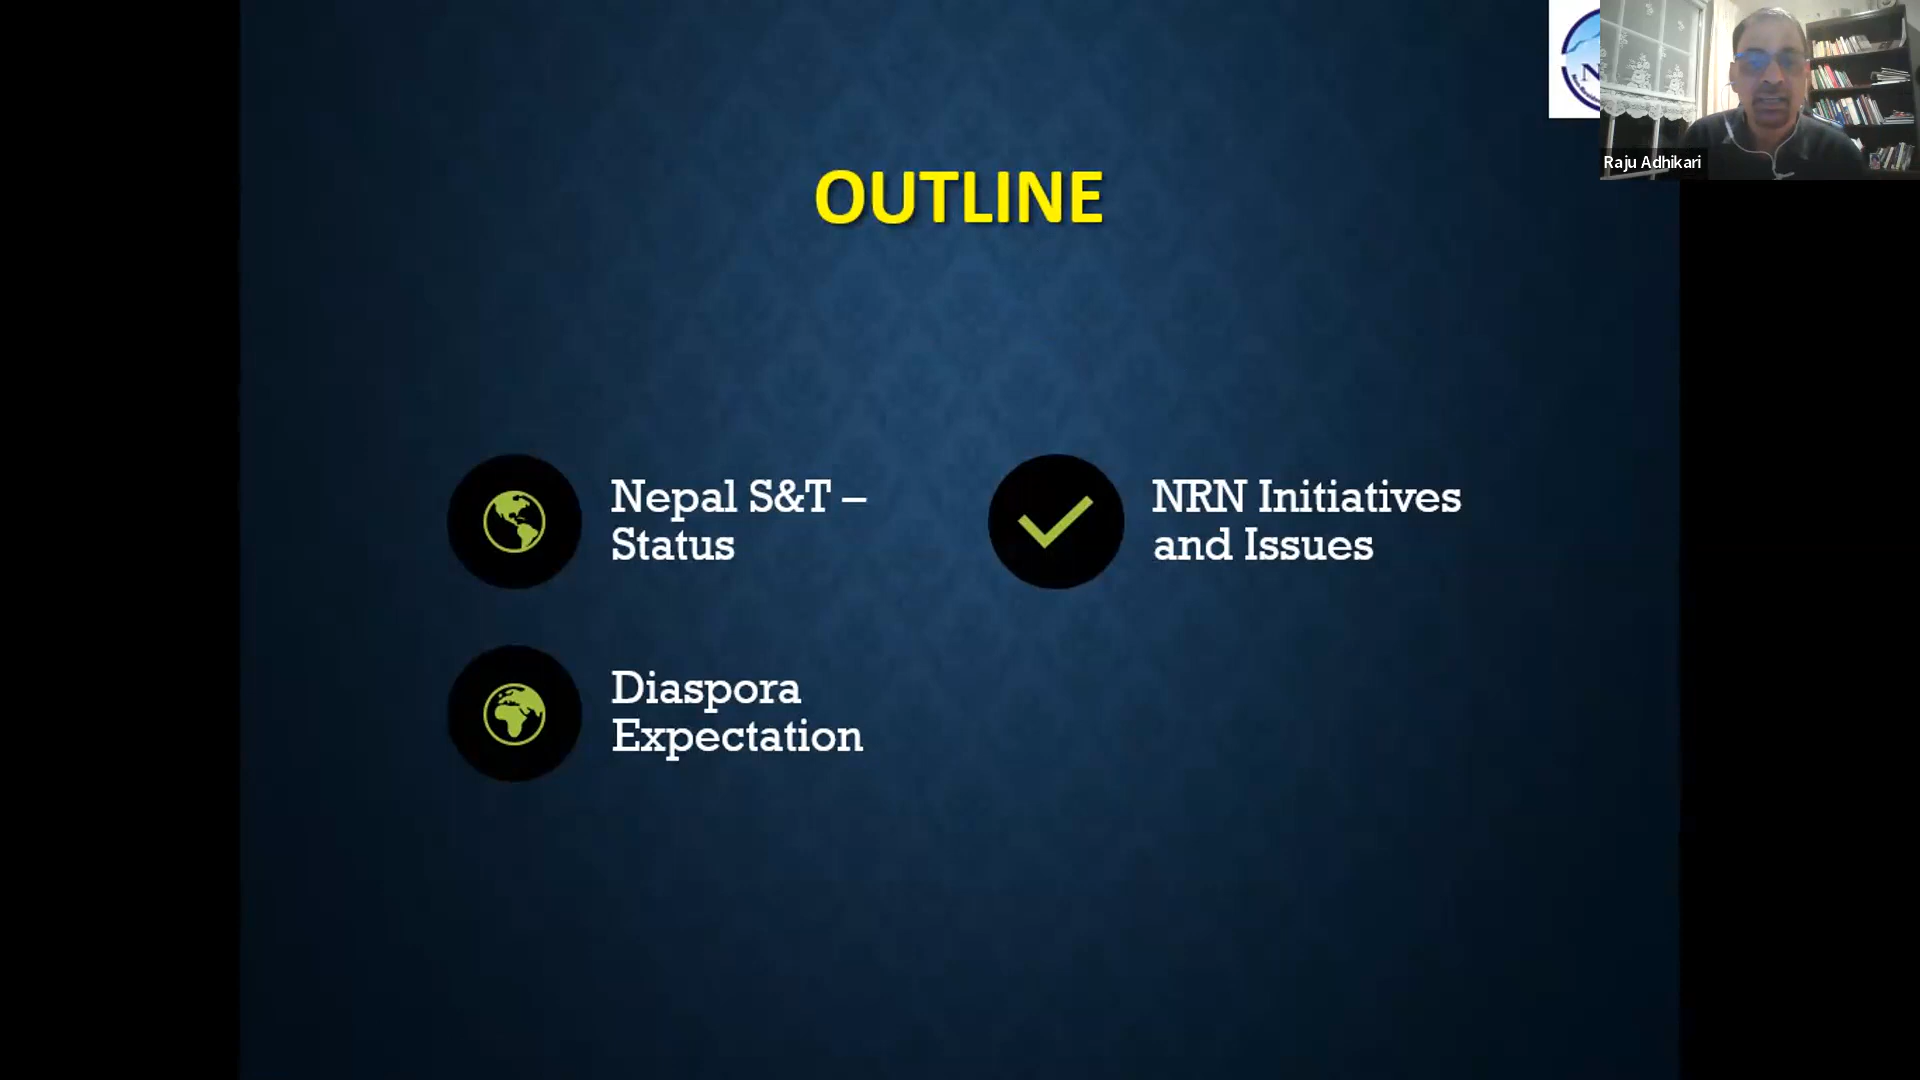 OUTLINE
Nepal S&T –
Status
NRN Initiatives
and Issues
Diaspora
Expectation
Raju Adhikari